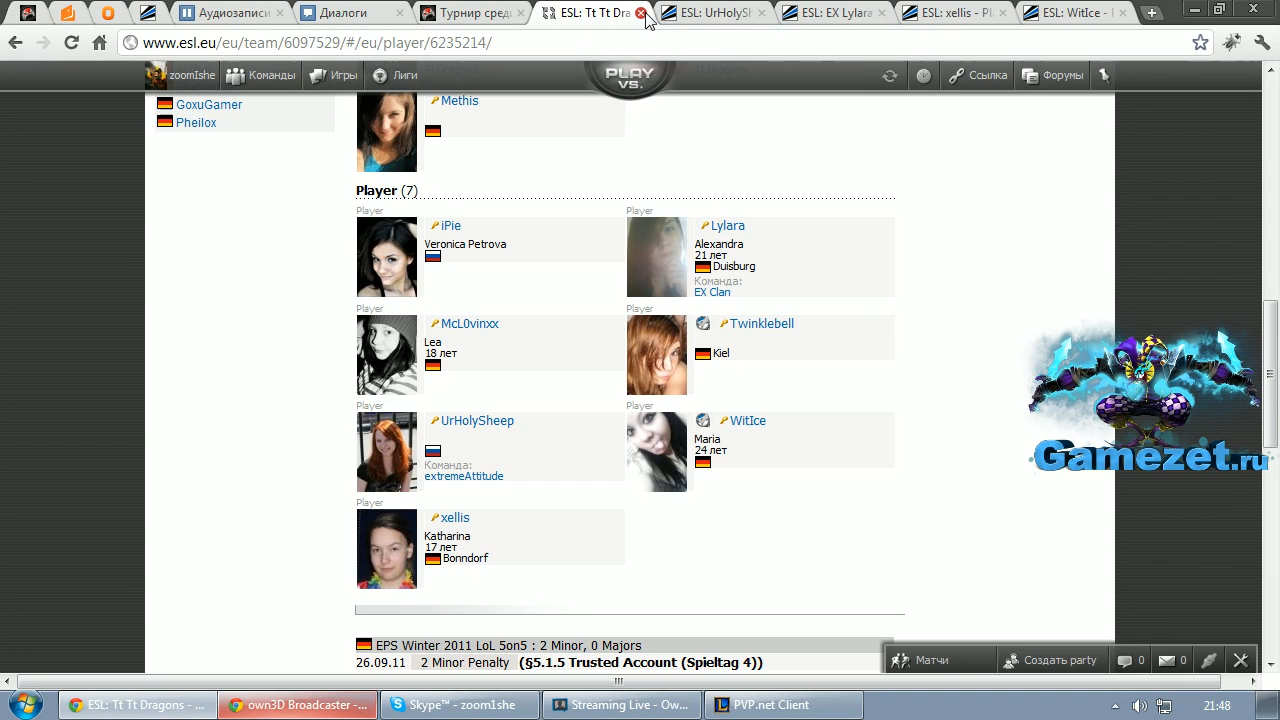 Аудиозаписи
Диалоги
Турнир сред
ESL: Tt Tt Dra
ESL: UrHolySh
ESL: EX Lylara
ESL: xellis - Pl
ESL: WitIce - 
www.esl.eu/eu/team/6097529/#/eu/player/6235214/
zoom1she
Команды
Игры
Лиги
PLAY
VS.
Ссылка
Форумы
GoxuGamer
Pheilox
Methis
Player (7)
Player
iPie
Veronica Petrova
Player
Lylara
Alexandra
21 лет
Duisburg
Команда:
EX Clan
Player
McL0vinxx
Lea
18 лет
Player
Twinklebell
Kiel
Player
UrHolySheep
Команда:
extremeAttitude
Player
WitIce
Maria
24 лет
Player
xellis
Katharina
17 лет
Bonndorf
Gamezet.ru
EPS Winter 2011 LoL 5on5 : 2 Minor, 0 Majors
26.09.11 2 Minor Penalty (§5.1.5 Trusted Account (Spieltag 4))
Матчи
Создать party
0
0
ESL: Tt Tt Dragons - ...
own3D Broadcaster -...
Skype™ - zoom1she
Streaming Live - Ow...
PVP.net Client
21:48